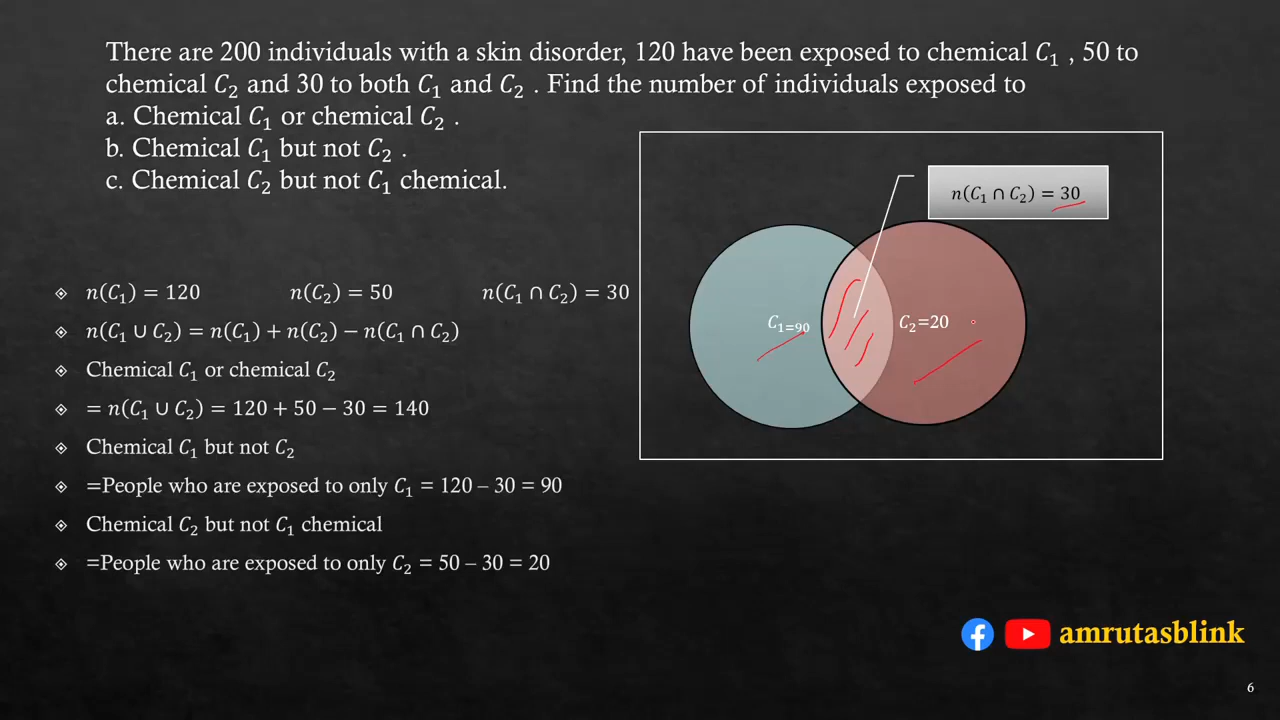 There are 200 individuals with a skin disorder, 120 have been exposed to chemical C₁ , 50 to
chemical C₂ and 30 to both C₁ and C₂ . Find the number of individuals exposed to
a. Chemical C₁ or chemical C₂ .
b. Chemical C₁ but not C₂ .
c. Chemical C₂ but not C₁ chemical.
n(C₁ ∩ C₂) = 30
C₁₌₉₀
C₂=20
n(C₁) = 120 n(C₂) = 50 n(C₁ ∩ C₂) = 30
n(C₁ ∪ C₂) = n(C₁) + n(C₂) − n(C₁ ∩ C₂)
Chemical C₁ or chemical C₂
= n(C₁ ∪ C₂) = 120 + 50 − 30 = 140
Chemical C₁ but not C₂
=People who are exposed to only C₁ = 120 – 30 = 90
Chemical C₂ but not C₁ chemical
=People who are exposed to only C₂ = 50 – 30 = 20
amrutasblink
6